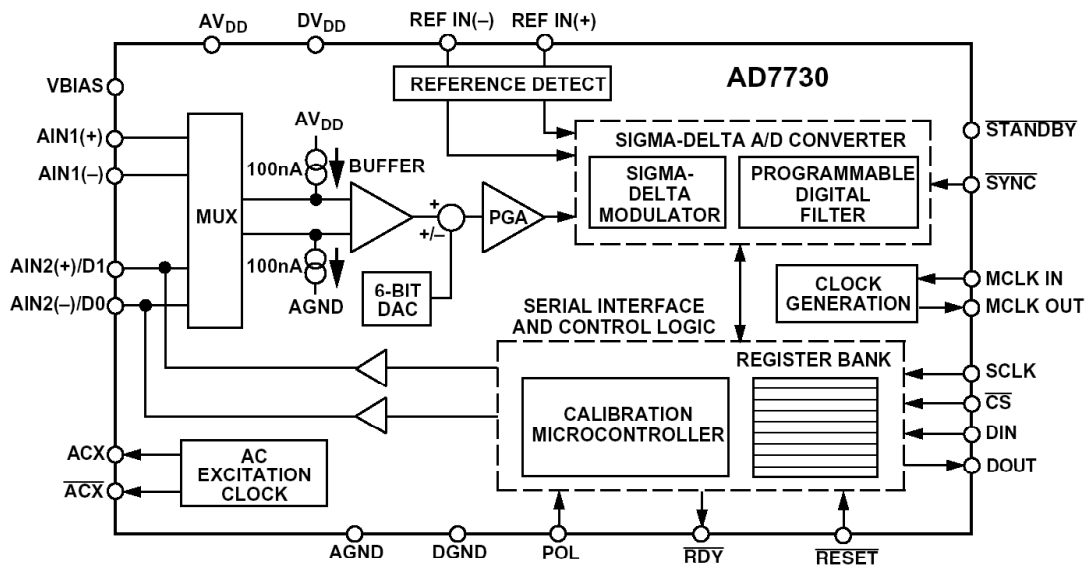 AVDD
DVDD
REF IN(–)
REF IN(+)
REFERENCE DETECT
AD7730
VBIAS
AIN1(+)
AIN1(–)
AIN2(+)/D1
AIN2(–)/D0
MUX
AVDD
100nA
BUFFER
100nA
AGND
+
+/–
6-BIT
DAC
PGA
SIGMA-DELTA A/D CONVERTER
SIGMA-
DELTA
MODULATOR
PROGRAMMABLE
DIGITAL
FILTER
STANDBY
SYNC
CLOCK
GENERATION
MCLK IN
MCLK OUT
SERIAL INTERFACE
AND CONTROL LOGIC
REGISTER BANK
CALIBRATION
MICROCONTROLLER
SCLK
CS
DIN
DOUT
ACX
ACX
AC
EXCITATION
CLOCK
AGND
DGND
POL
RDY
RESET